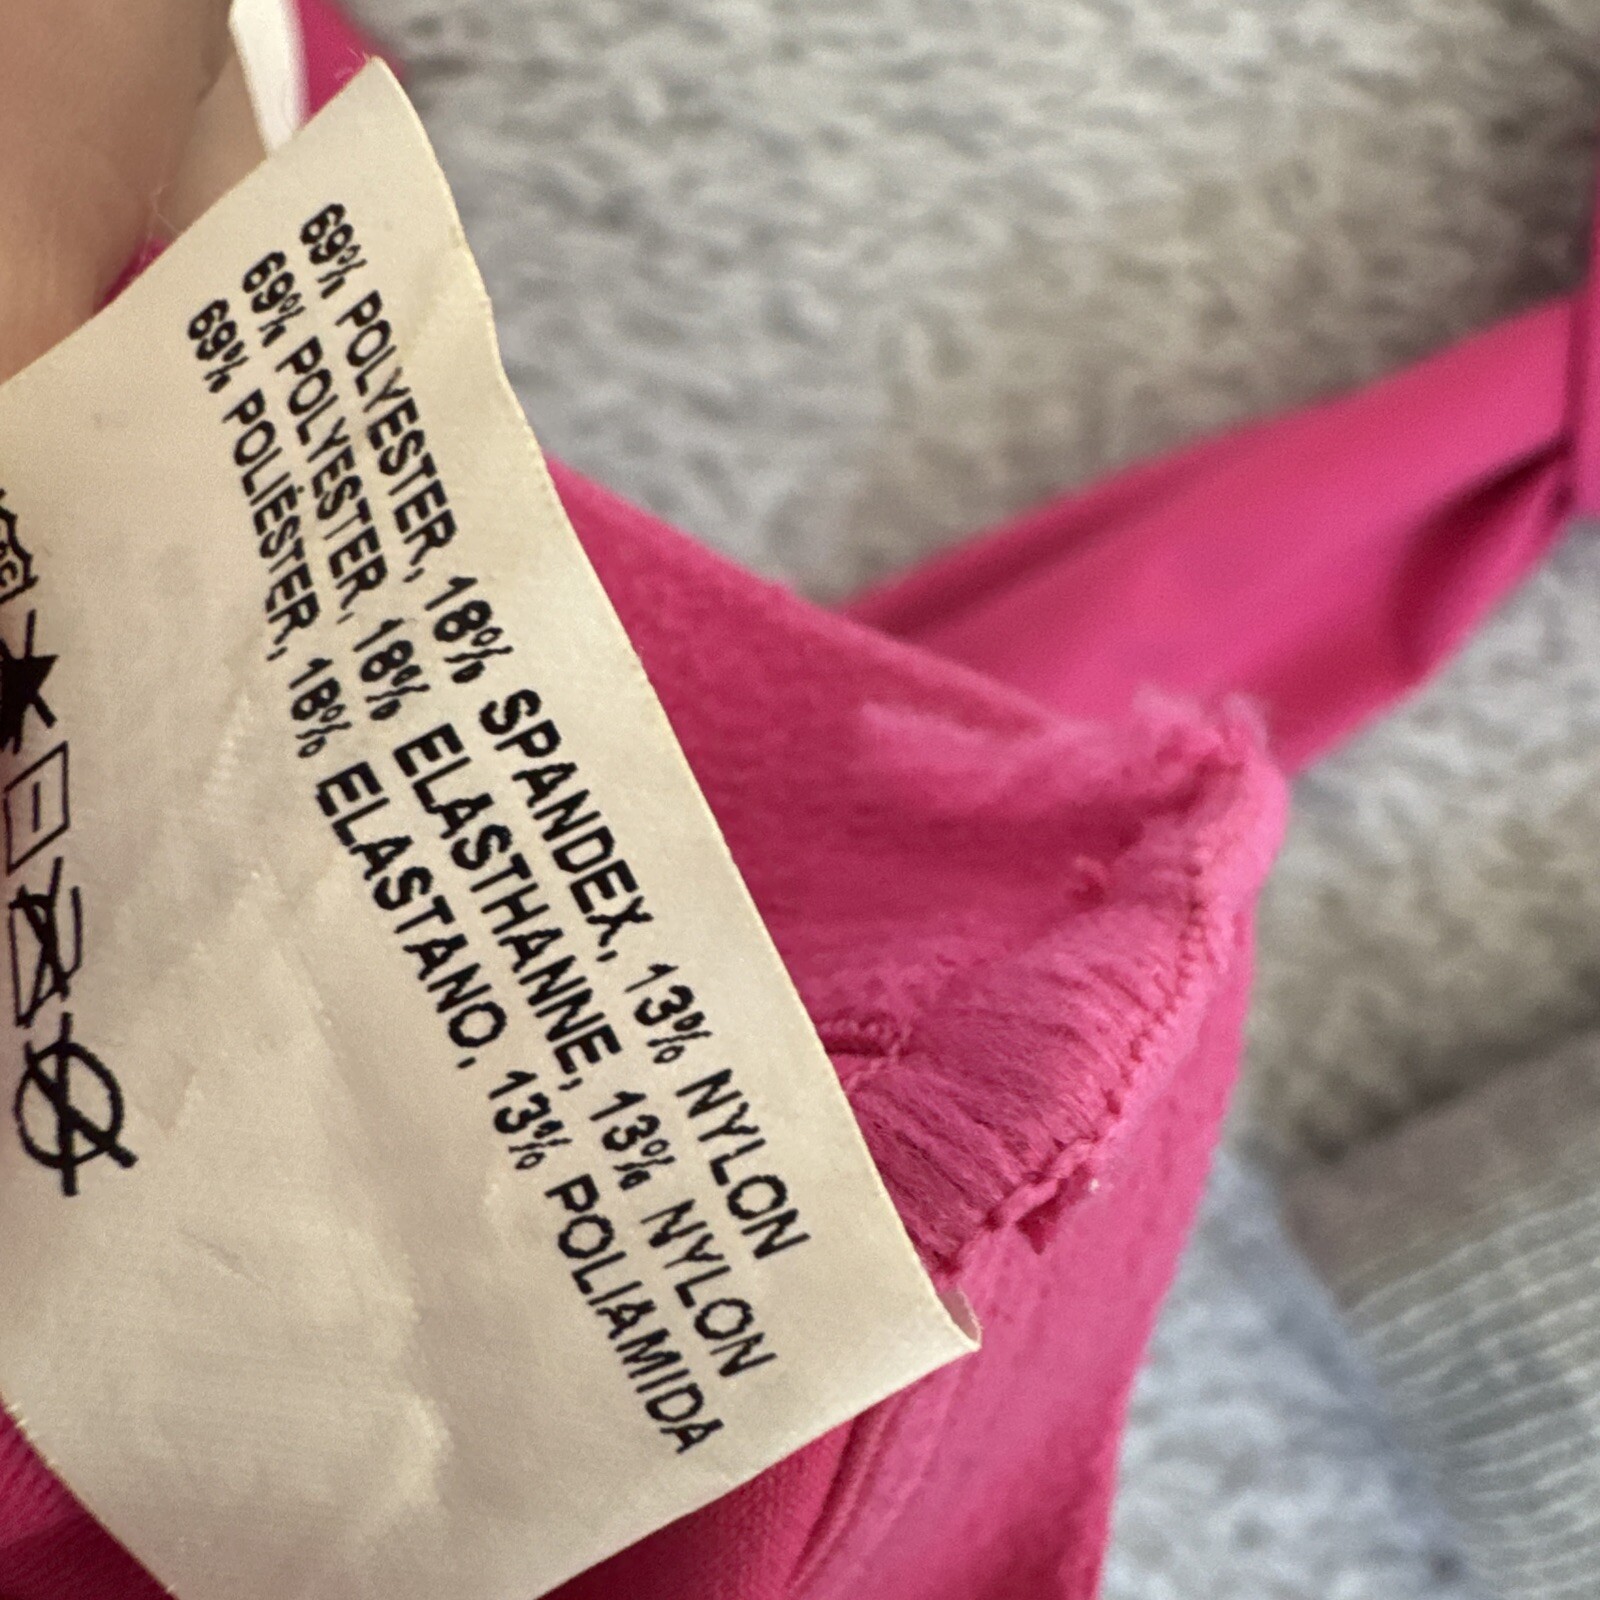 69% POLYESTER, 18% SPANDEX, 13% NYLON
69% POLYESTER, 18% ELASTHANNE, 13% NYLON
69% POLIÉSTER, 18% ELASTANO, 13% POLIAMIDA